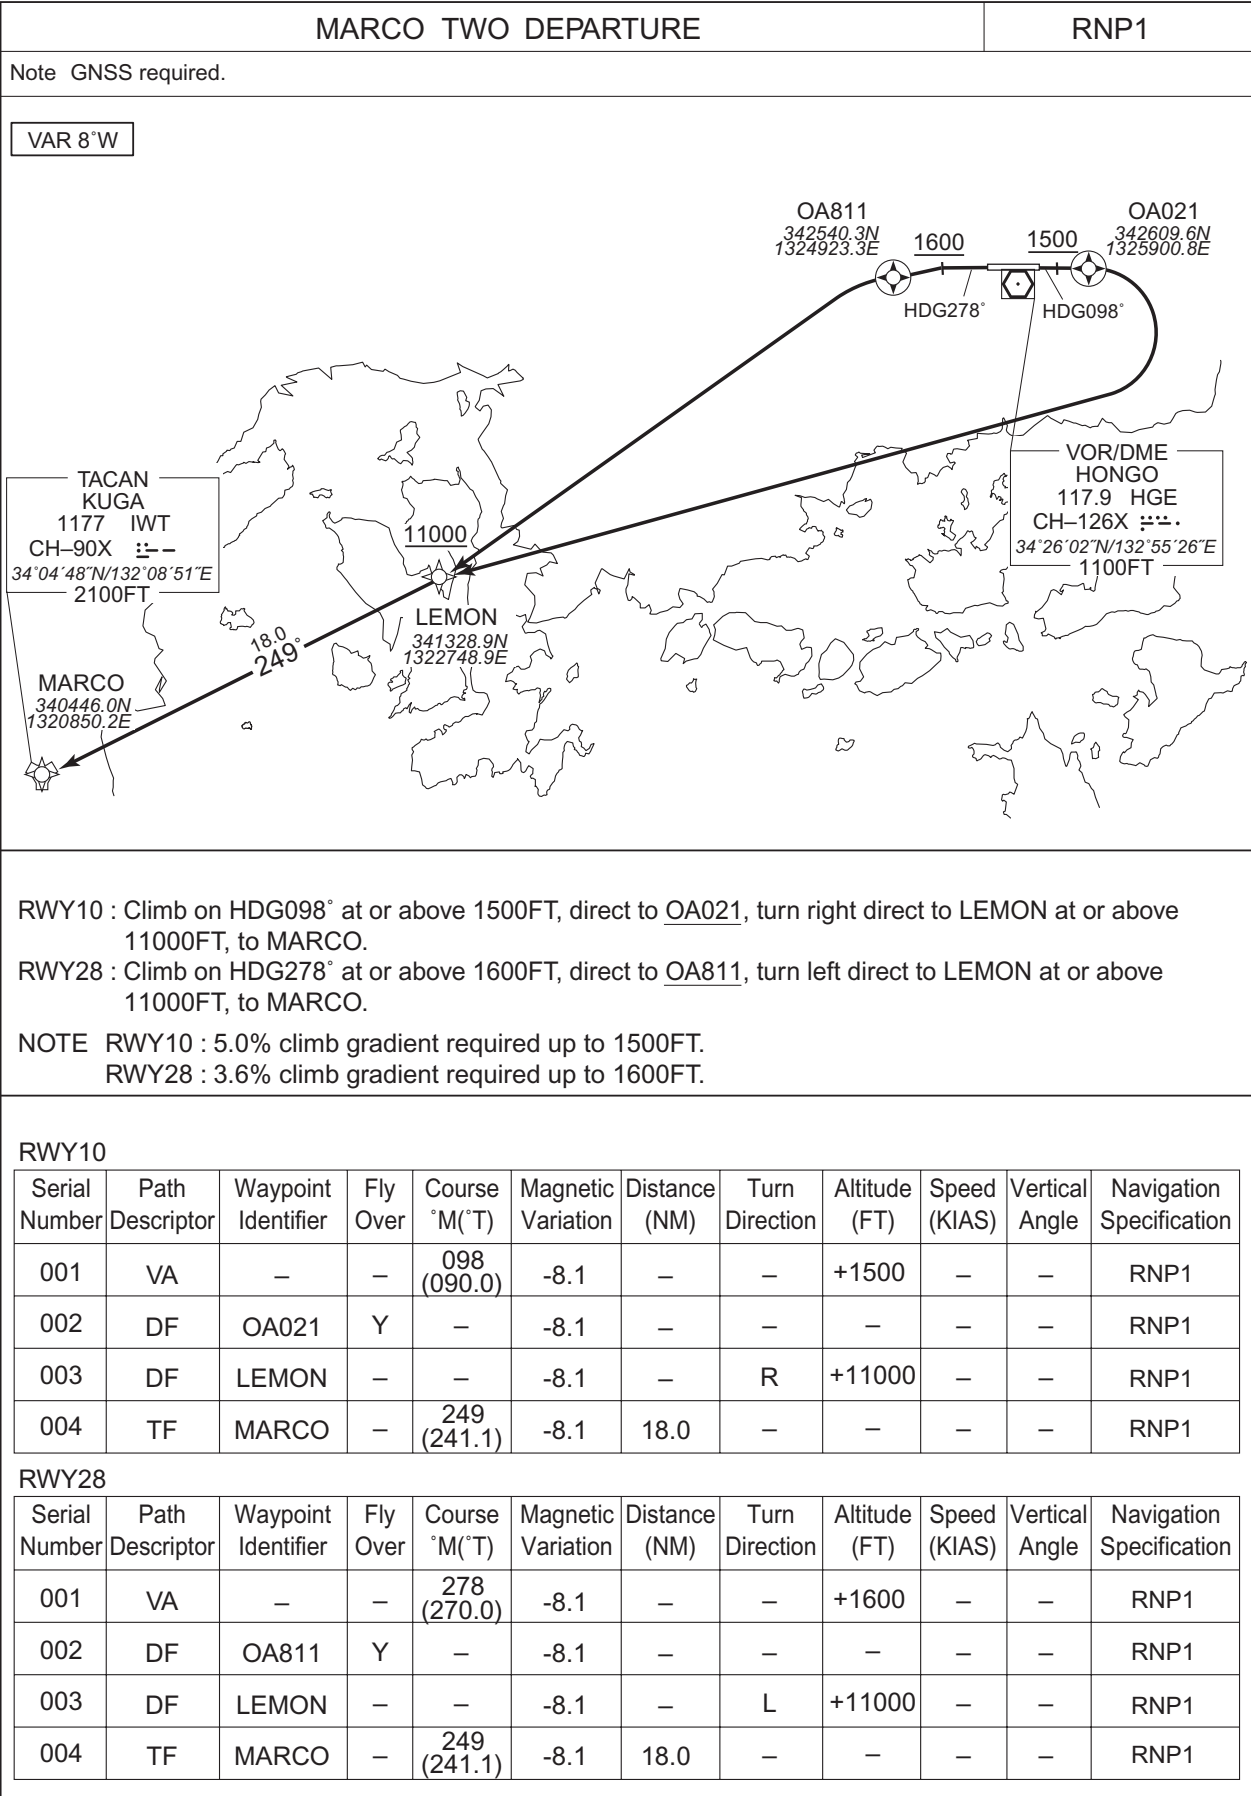 MARCO TWO DEPARTURE RNP1
Note GNSS required.
VAR 8˚W
OA811
342540.3N
1324923.3E
1600
1500
OA021
342609.6N
1325900.8E
HDG278˚
HDG098˚
TACAN
KUGA
1177 IWT
CH–90X
34˚04´48˝N/132˚08´51˝E
2100FT
VOR/DME
HONGO
117.9 HGE
CH–126X
34˚26´02˝N/132˚55´26˝E
1100FT
11000
LEMON
341328.9N
1322748.9E
18.0
249˚
MARCO
340446.0N
1320850.2E
RWY10 : Climb on HDG098˚ at or above 1500FT, direct to OA021, turn right direct to LEMON at or above
11000FT, to MARCO.
RWY28 : Climb on HDG278˚ at or above 1600FT, direct to OA811, turn left direct to LEMON at or above
11000FT, to MARCO.
NOTE RWY10 : 5.0% climb gradient required up to 1500FT.
RWY28 : 3.6% climb gradient required up to 1600FT.
RWY10
Serial Path Waypoint Fly Course Magnetic Distance Turn Altitude Speed Vertical Navigation
Number Descriptor Identifier Over ˚M(˚T) Variation (NM) Direction (FT) (KIAS) Angle Specification
001 VA – – 098 (090.0) -8.1 – – +1500 – – RNP1
002 DF OA021 Y – -8.1 – – – – – RNP1
003 DF LEMON – – -8.1 – R +11000 – – RNP1
004 TF MARCO – 249 (241.1) -8.1 18.0 – – – – RNP1
RWY28
Serial Path Waypoint Fly Course Magnetic Distance Turn Altitude Speed Vertical Navigation
Number Descriptor Identifier Over ˚M(˚T) Variation (NM) Direction (FT) (KIAS) Angle Specification
001 VA – – 278 (270.0) -8.1 – – +1600 – – RNP1
002 DF OA811 Y – -8.1 – – – – – RNP1
003 DF LEMON – – -8.1 – L +11000 – – RNP1
004 TF MARCO – 249 (241.1) -8.1 18.0 – – – – RNP1